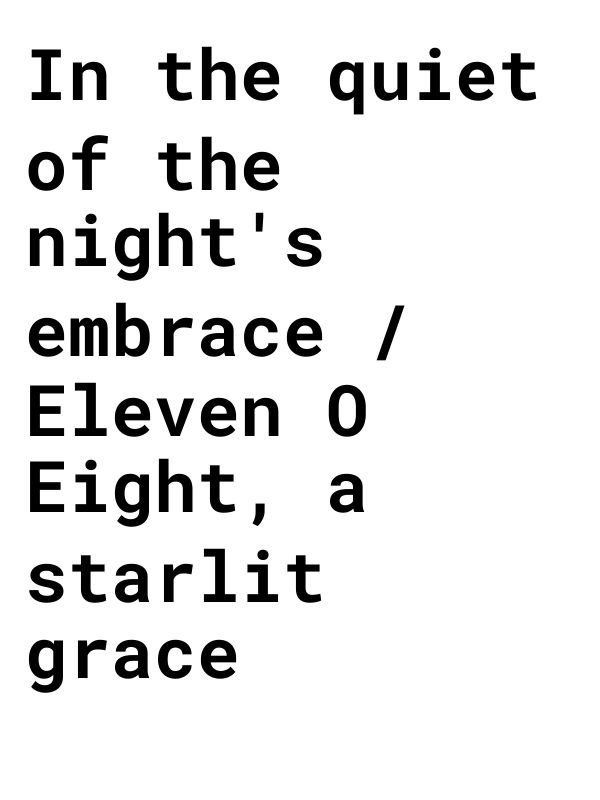 In the quiet
of the
night's
embrace /
Eleven O
Eight, a
starlit
grace